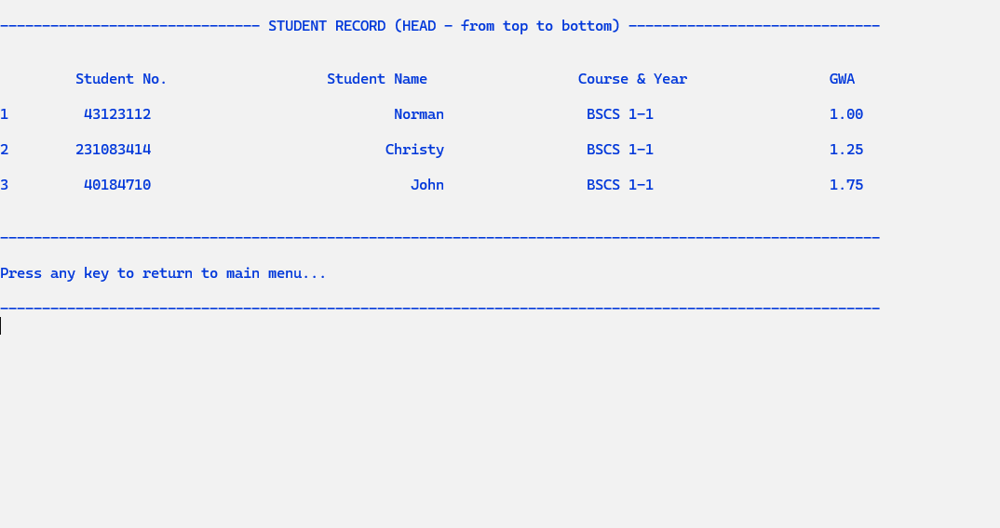 ------------------------------- STUDENT RECORD (HEAD - from top to bottom) ------------------------------
Student No. Student Name Course & Year GWA
1 43123112 Norman BSCS 1-1 1.00
2 231083414 Christy BSCS 1-1 1.25
3 40184710 John BSCS 1-1 1.75
---------------------------------------------------------------------------------------------------------
Press any key to return to main menu...
---------------------------------------------------------------------------------------------------------